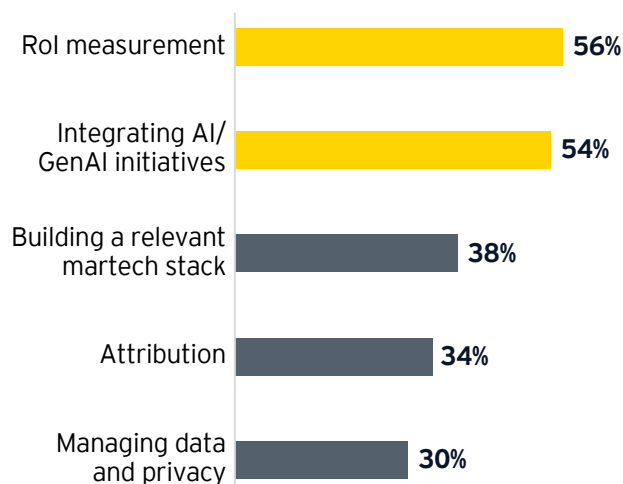 RoI measurement
56%
Integrating AI/
GenAI initiatives
54%
Building a relevant
martech stack
38%
Attribution
34%
Managing data
and privacy
30%